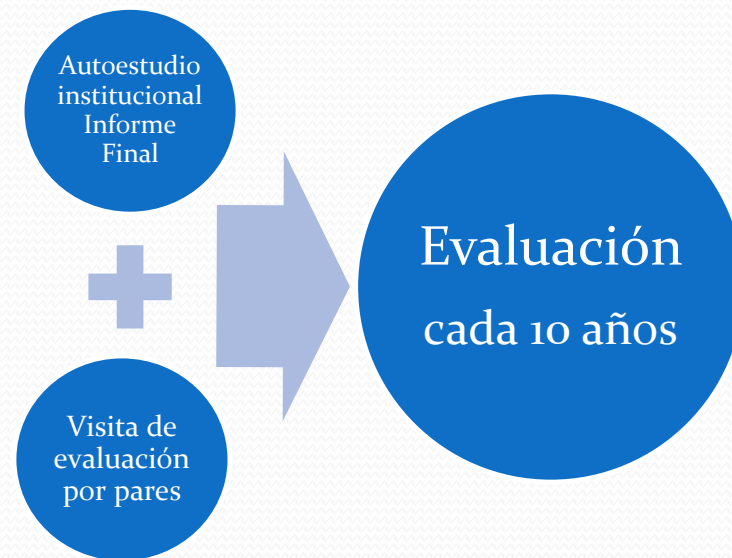 Autoestudio
institucional
Informe
Final
Visita de
evaluación
por pares
Evaluación
cada 10 años